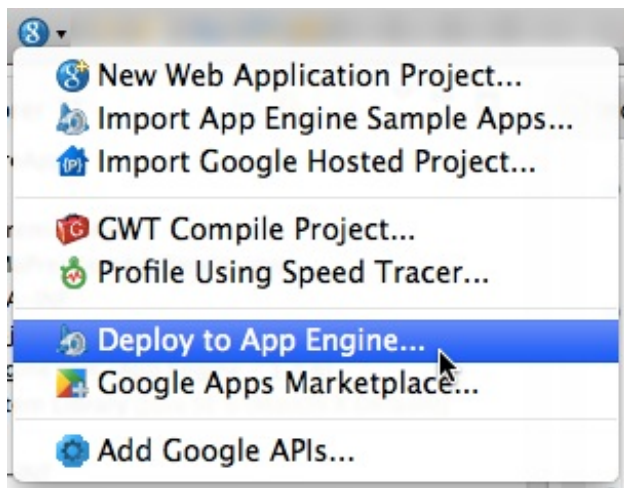 New Web Application Project...
Import App Engine Sample Apps...
Import Google Hosted Project...
GWT Compile Project...
Profile Using Speed Tracer...
Deploy to App Engine...
Google Apps Marketplace...
Add Google APIs...